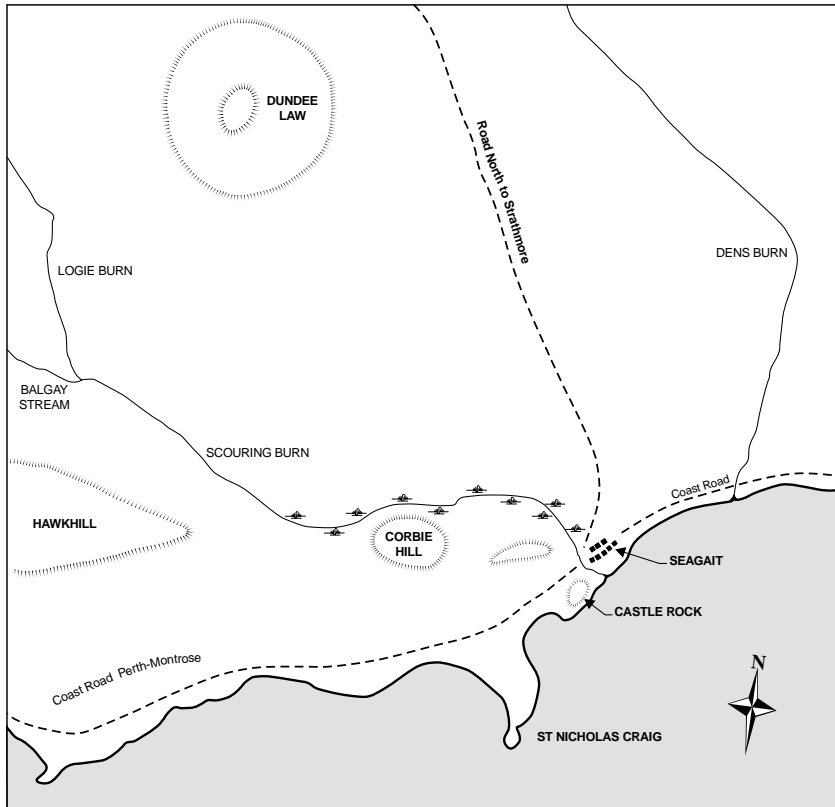 DUNDEE
LAW
Road North to Strathmore
DENS BURN
LOGIE BURN
BALGAY
STREAM
SCOURING BURN
Coast Road
HAWKHILL
CORBIE
HILL
SEAGAIT
CASTLE ROCK
Coast Road Perth-Montrose
N
ST NICHOLAS CRAIG